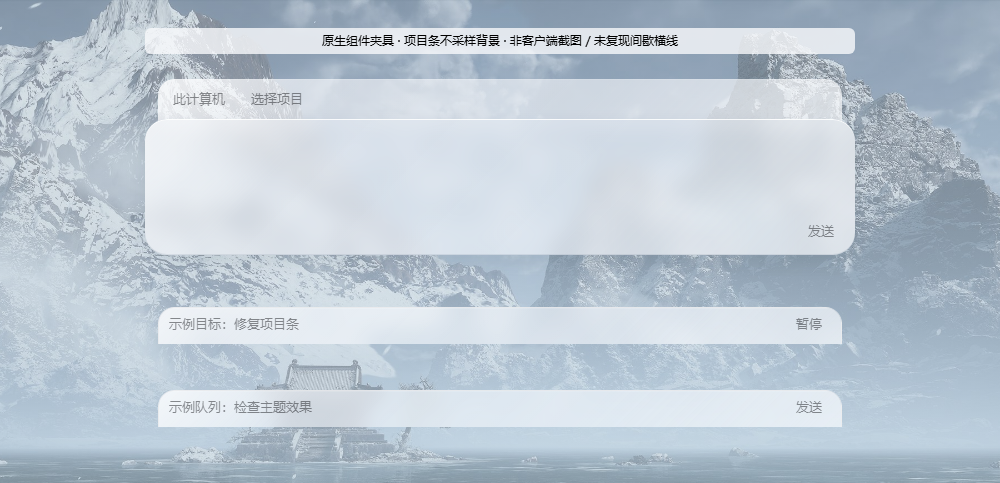 原生组件夹具 · 项目条不采样背景 · 非客户端截图 / 未复现间歇横线
此计算机 选择项目
发送
示例目标：修复项目条 暂停
示例队列：检查主题效果 发送